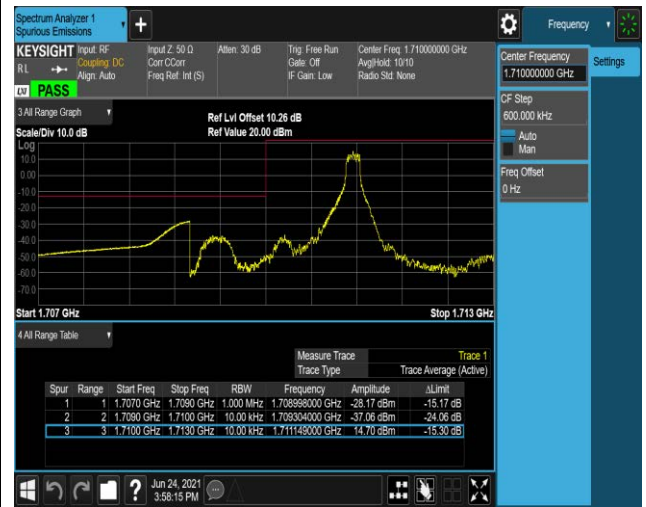 Spectrum Analyzer 1
Spurious Emissions
Frequency
KEYSIGHT
RL
LXI
PASS
Input: RF
Coupling: DC
Align: Auto
Input Z: 50 Ω
Corr CCorr
Freq Ref: Int (S)
Atten: 30 dB
Trig: Free Run
Gate: Off
IF Gain: Low
Center Freq: 1.710000000 GHz
Avg|Hold: 10/10
Radio Std: None
3 All Range Graph
Scale/Div 10.0 dB
Ref Lvl Offset 10.26 dB
Ref Value 20.00 dBm
Log
10.0
0.00
-10.0
-20.0
-30.0
-40.0
-50.0
-60.0
-70.0
Start 1.707 GHz
Stop 1.713 GHz
4 All Range Table
Measure Trace Trace 1
Trace Type Trace Average (Active)
Spur Range Start Freq Stop Freq RBW Frequency Amplitude ΔLimit
1 1 1.7070 GHz 1.7090 GHz 1.000 MHz 1.708998000 GHz -28.17 dBm -15.17 dB
2 2 1.7090 GHz 1.7100 GHz 10.00 kHz 1.709304000 GHz -37.06 dBm -24.06 dB
3 3 1.7100 GHz 1.7130 GHz 10.00 kHz 1.711149000 GHz 14.70 dBm -15.30 dB
?
Jun 24, 2021
3:58:15 PM
Center Frequency
1.710000000 GHz
Settings
CF Step
600.000 kHz
Auto
Man
Freq Offset
0 Hz